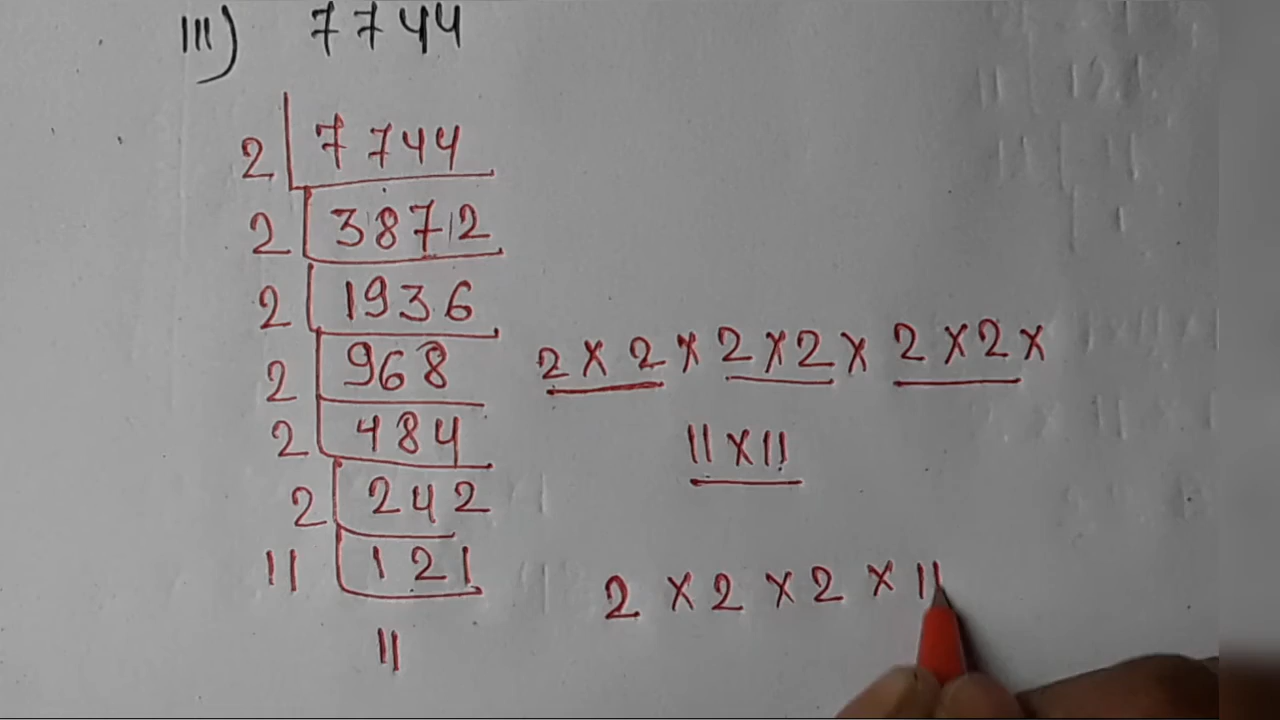 III) 7744
2 | 7744
2 | 3872
2 | 1936
2 | 968
2 | 484
2 | 242
11 | 121
11
2 × 2 × 2 × 2 × 2 × 2 ×
11 × 11
2 × 2 × 2 × 11